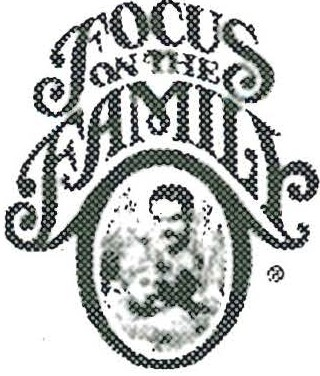 FOCUS
ON THE
FAMILY
®